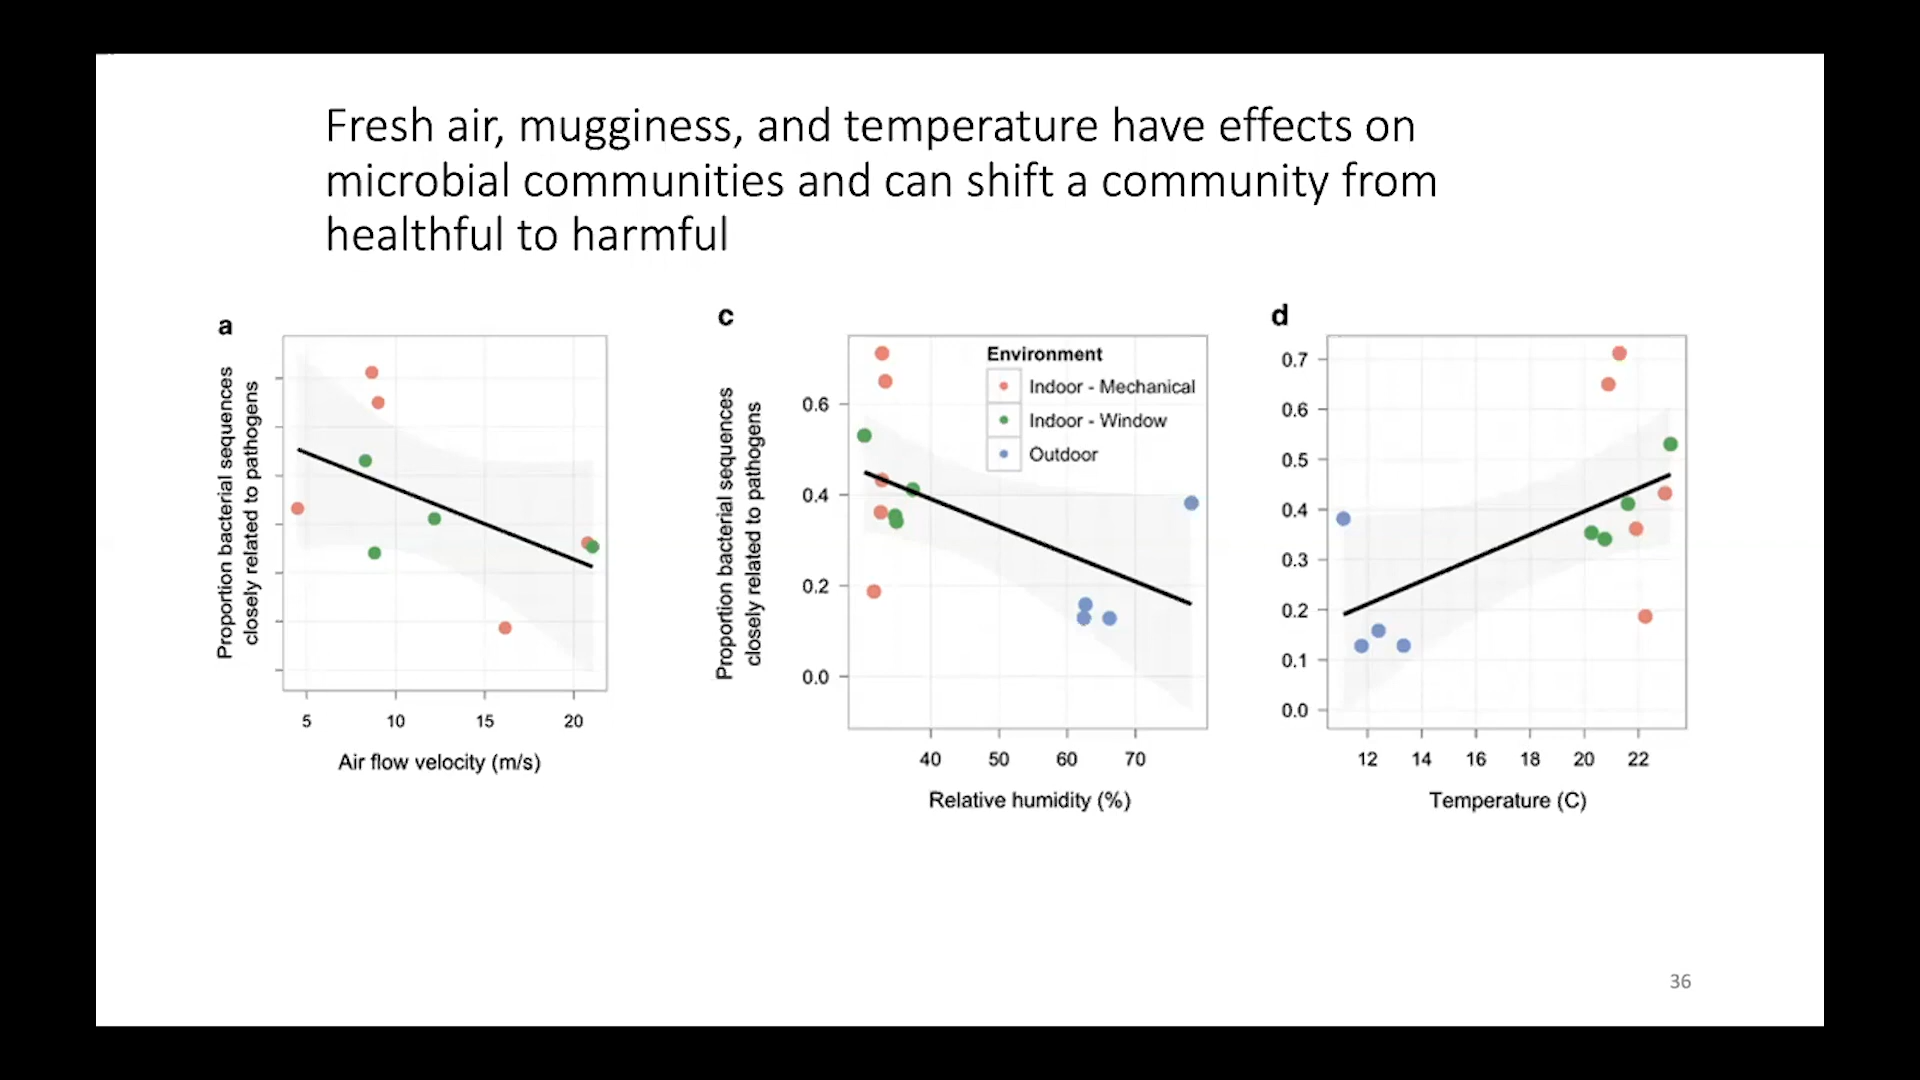 Fresh air, mugginess, and temperature have effects on
microbial communities and can shift a community from
healthful to harmful
a
Proportion bacterial sequences
closely related to pathogens
5 10 15 20
Air flow velocity (m/s)
c
Proportion bacterial sequences
closely related to pathogens
0.6
0.4
0.2
0.0
Environment
Indoor - Mechanical
Indoor - Window
Outdoor
40 50 60 70
Relative humidity (%)
d
0.7
0.6
0.5
0.4
0.3
0.2
0.1
0.0
12 14 16 18 20 22
Temperature (C)
36